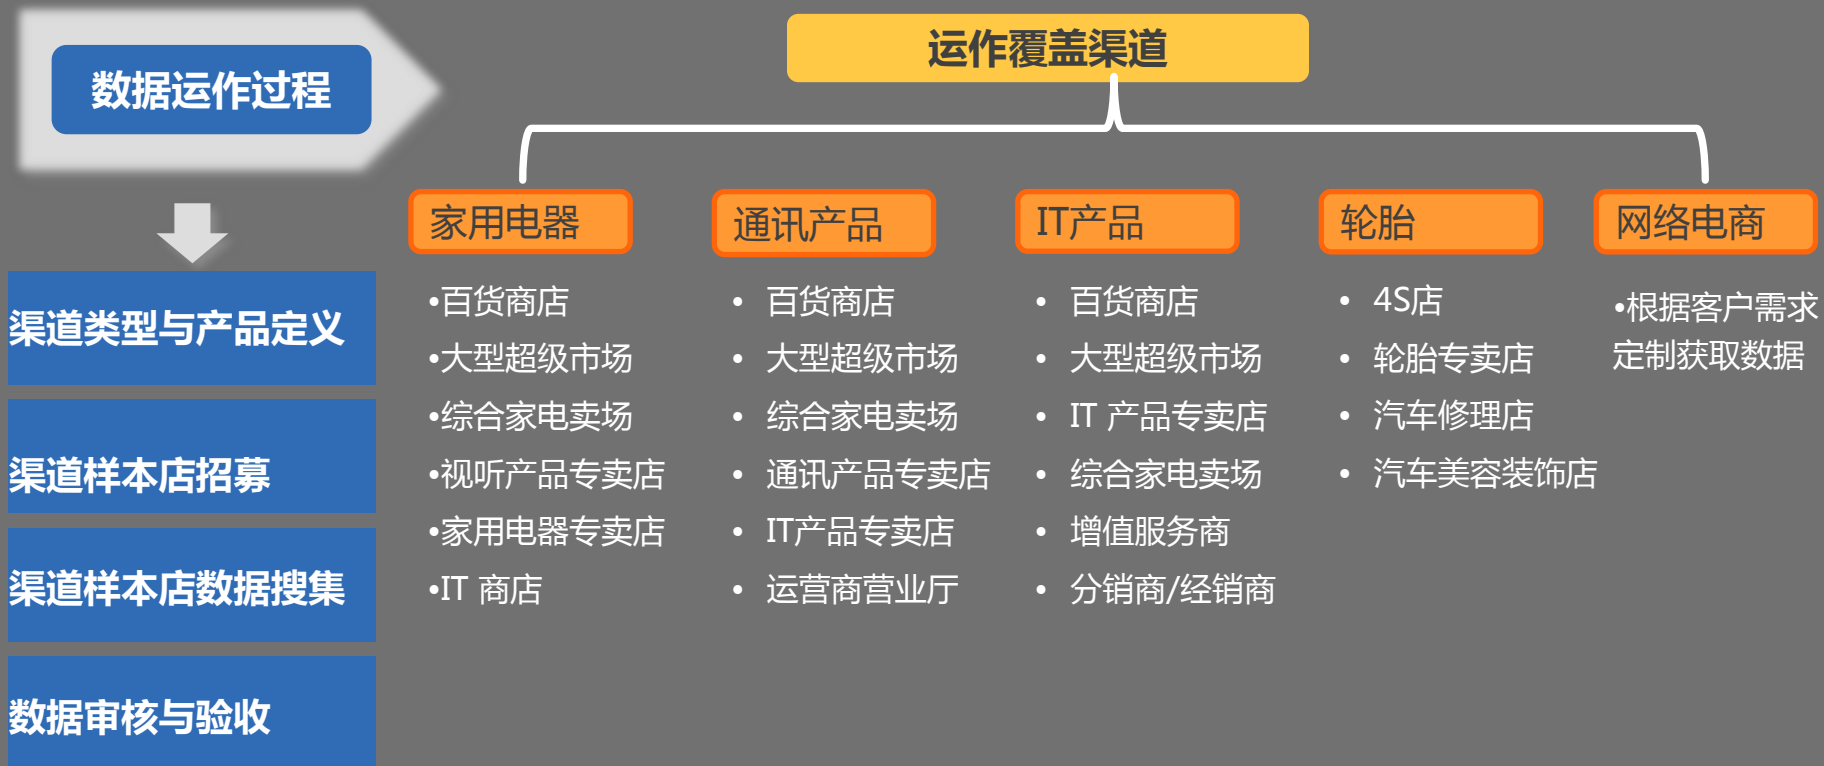 数据运作过程
运作覆盖渠道
渠道类型与产品定义
渠道样本店招募
渠道样本店数据搜集
数据审核与验收
家用电器
•百货商店
•大型超级市场
•综合家电卖场
•视听产品专卖店
•家用电器专卖店
•IT 商店
通讯产品
• 百货商店
• 大型超级市场
• 综合家电卖场
• 通讯产品专卖店
• IT产品专卖店
• 运营商营业厅
IT产品
• 百货商店
• 大型超级市场
• IT 产品专卖店
• 综合家电卖场
• 增值服务商
• 分销商/经销商
轮胎
• 4S店
• 轮胎专卖店
• 汽车修理店
• 汽车美容装饰店
网络电商
•根据客户需求
定制获取数据